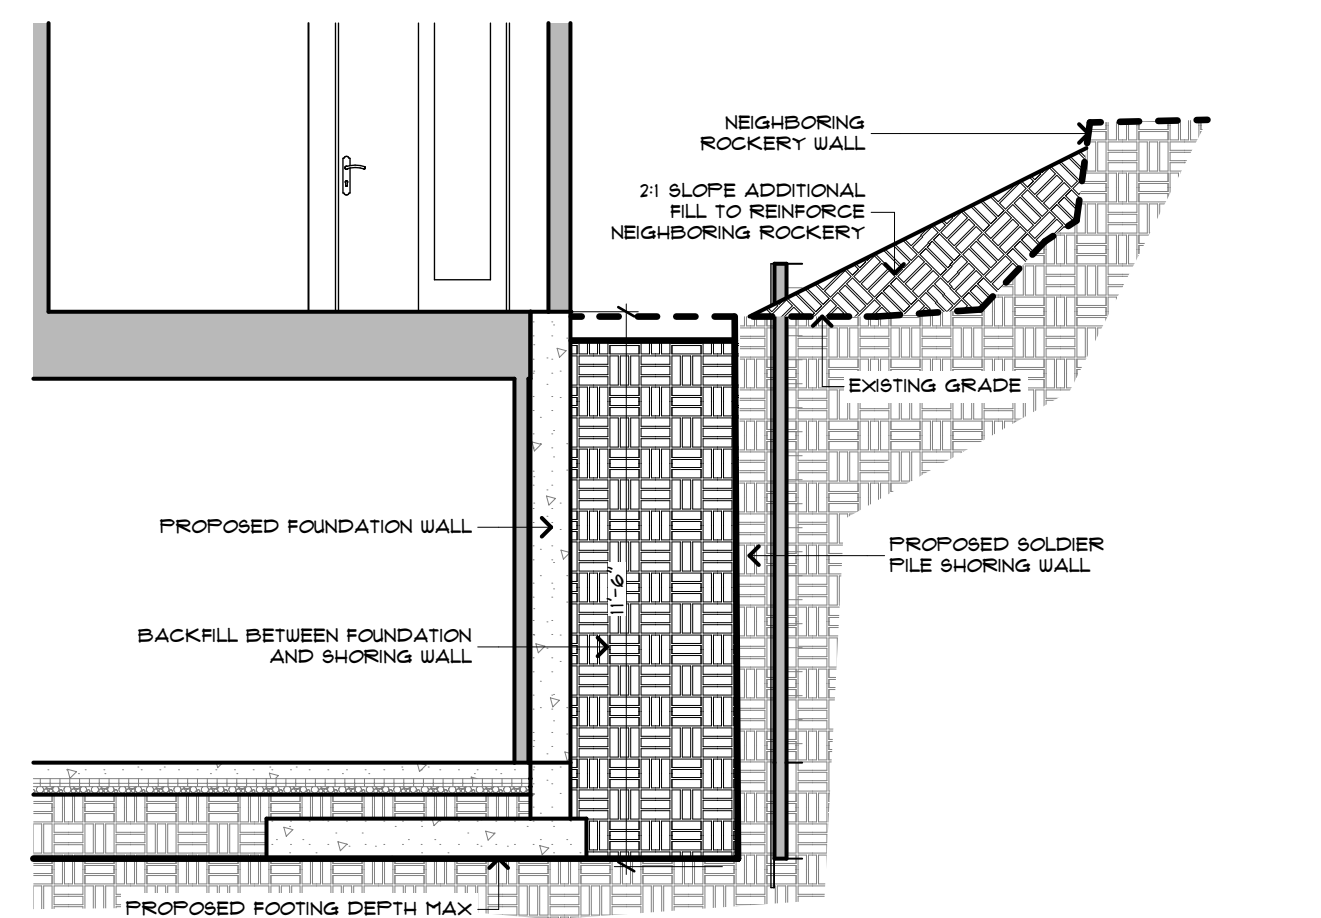 NEIGHBORING
ROCKERY WALL
2:1 SLOPE ADDITIONAL
FILL TO REINFORCE
NEIGHBORING ROCKERY
EXISTING GRADE
PROPOSED FOUNDATION WALL
PROPOSED SOLDIER
PILE SHORING WALL
11'-6"
BACKFILL BETWEEN FOUNDATION
AND SHORING WALL
PROPOSED FOOTING DEPTH MAX